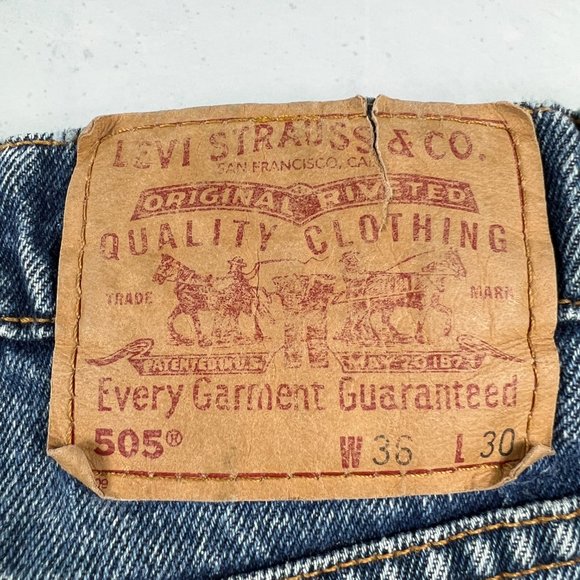 LEVI STRAUSS & CO.
SAN FRANCISCO, CAL
ORIGINAL RIVETED
QUALITY CLOTHING
TRADE MARK
PATENTED IN U.S. MAY 20 1873
Every Garment Guaranteed
505® W 36 L 30